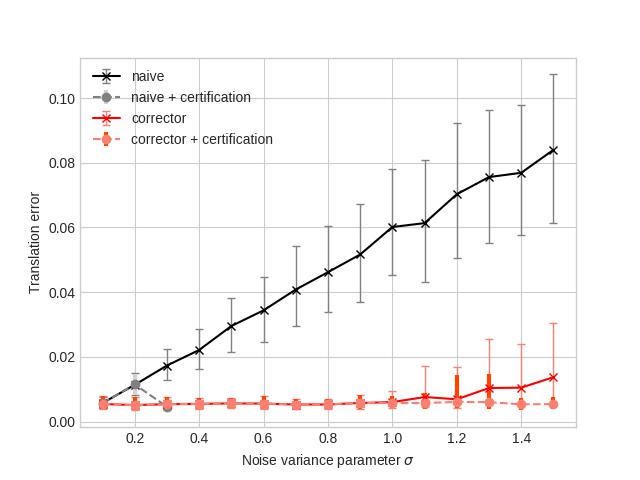 naive
naive + certification
corrector
corrector + certification
Translation error
0.10
0.08
0.06
0.04
0.02
0.00
0.2 0.4 0.6 0.8 1.0 1.2 1.4
Noise variance parameter σ